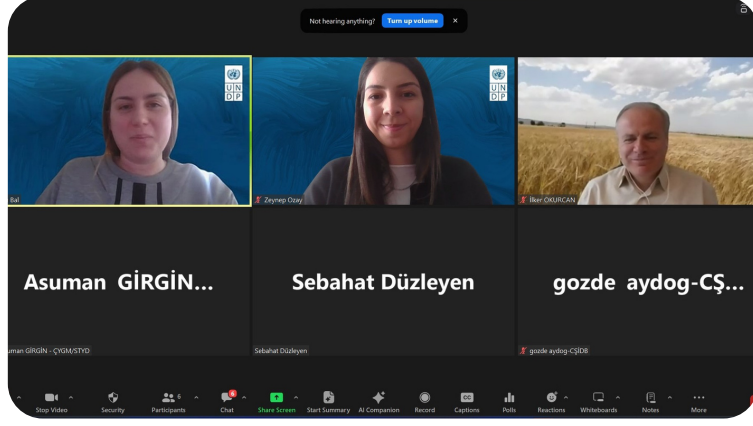 Not hearing anything? Turn up volume ×
UN
DP
UN
DP
Bal
Zeynep Ozay
İlker OKURCAN
Asuman GİRGİN...
Sebahat Düzleyen
gozde aydog-CŞ...
uman GİRGİN - ÇYGM/STYD
Sebahat Düzleyen
gozde aydog-CŞİDB
6
6
CC
Stop Video
Security
Participants
Chat
Share Screen
Start Summary
AI Companion
Record
Captions
Polls
Reactions
Whiteboards
Notes
More